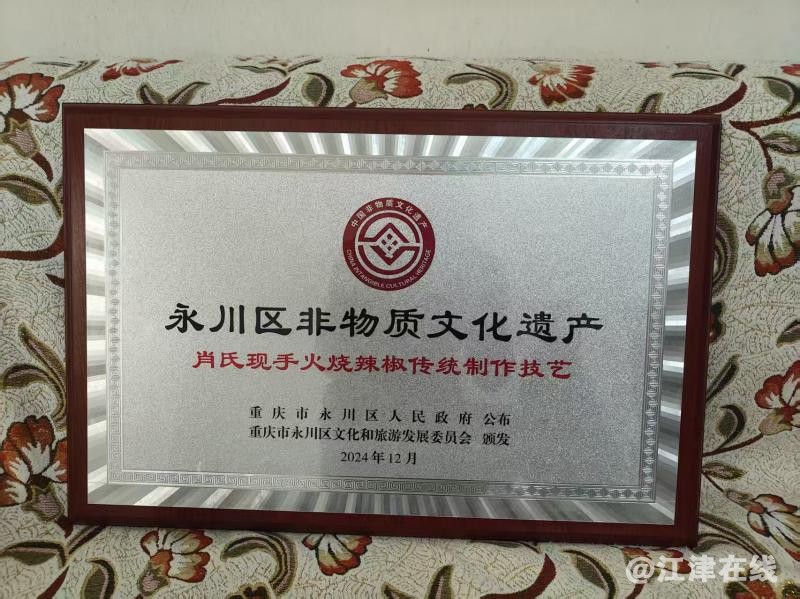 中国非物质文化遗产
CHINA INTANGIBLE CULTURAL HERITAGE
永川区非物质文化遗产
肖氏现手火烧辣椒传统制作技艺
重庆市永川区人民政府 公布
重庆市永川区文化和旅游发展委员会 颁发
2024年12月
@江津在线